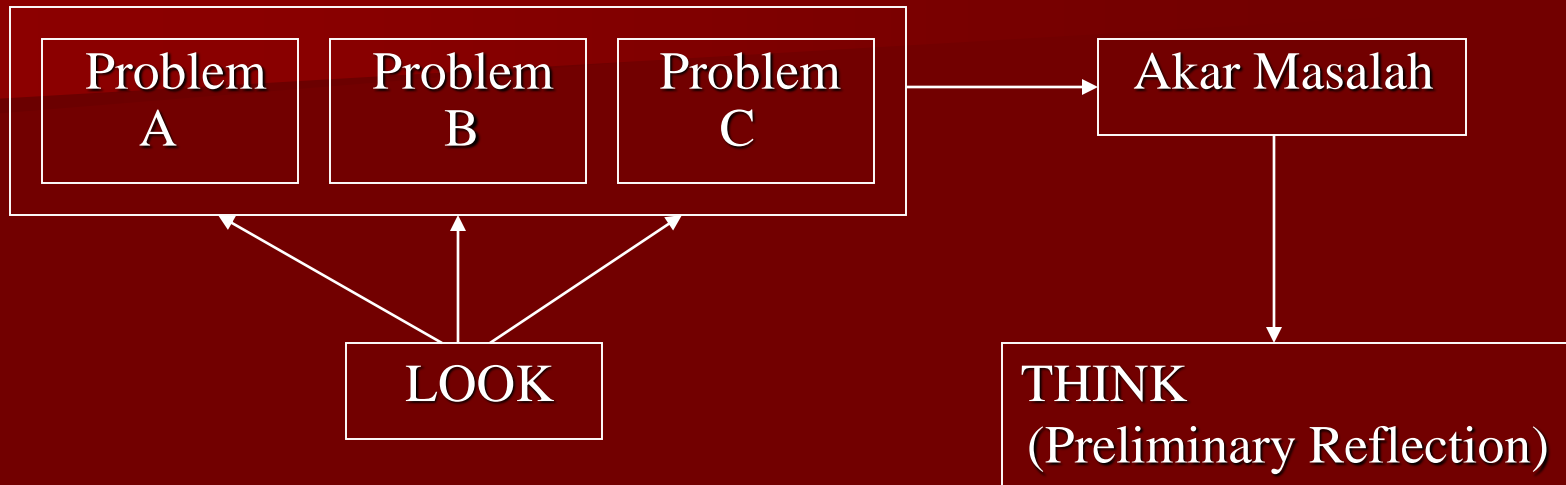 Problem
A
Problem
B
Problem
C
Akar Masalah
LOOK
THINK
(Preliminary Reflection)